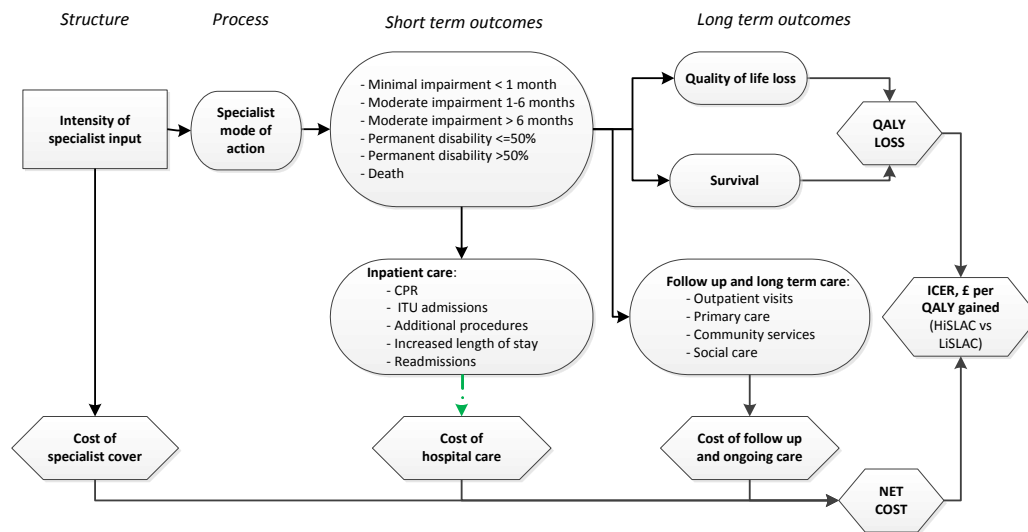 Structure
Process
Short term outcomes
Long term outcomes
Intensity of
specialist input
Specialist
mode of
action
- Minimal impairment < 1 month
- Moderate impairment 1-6 months
- Moderate impairment > 6 months
- Permanent disability <=50%
- Permanent disability >50%
- Death
Quality of life loss
Survival
QALY
LOSS
Inpatient care:
- CPR
- ITU admissions
- Additional procedures
- Increased length of stay
- Readmissions
Follow up and long term care:
- Outpatient visits
- Primary care
- Community services
- Social care
ICER, £ per
QALY gained
(HiSLAC vs
LiSLAC)
Cost of
specialist cover
Cost of
hospital care
Cost of follow up
and ongoing care
NET
COST